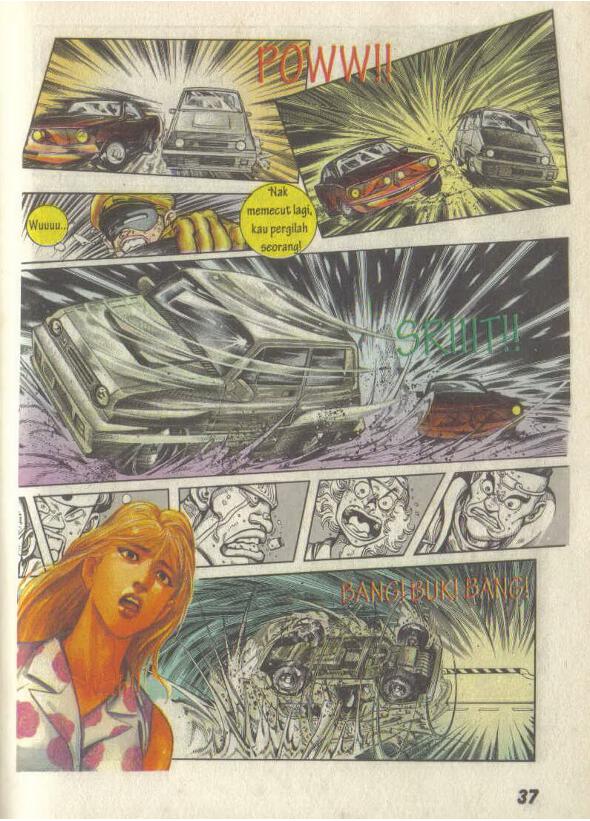 POWW!!
Wuuuu..
'Nak
memecut lagi,
kau pergilah
seorang!
SRIIIT!!
BANG! BUK! BANG!
37